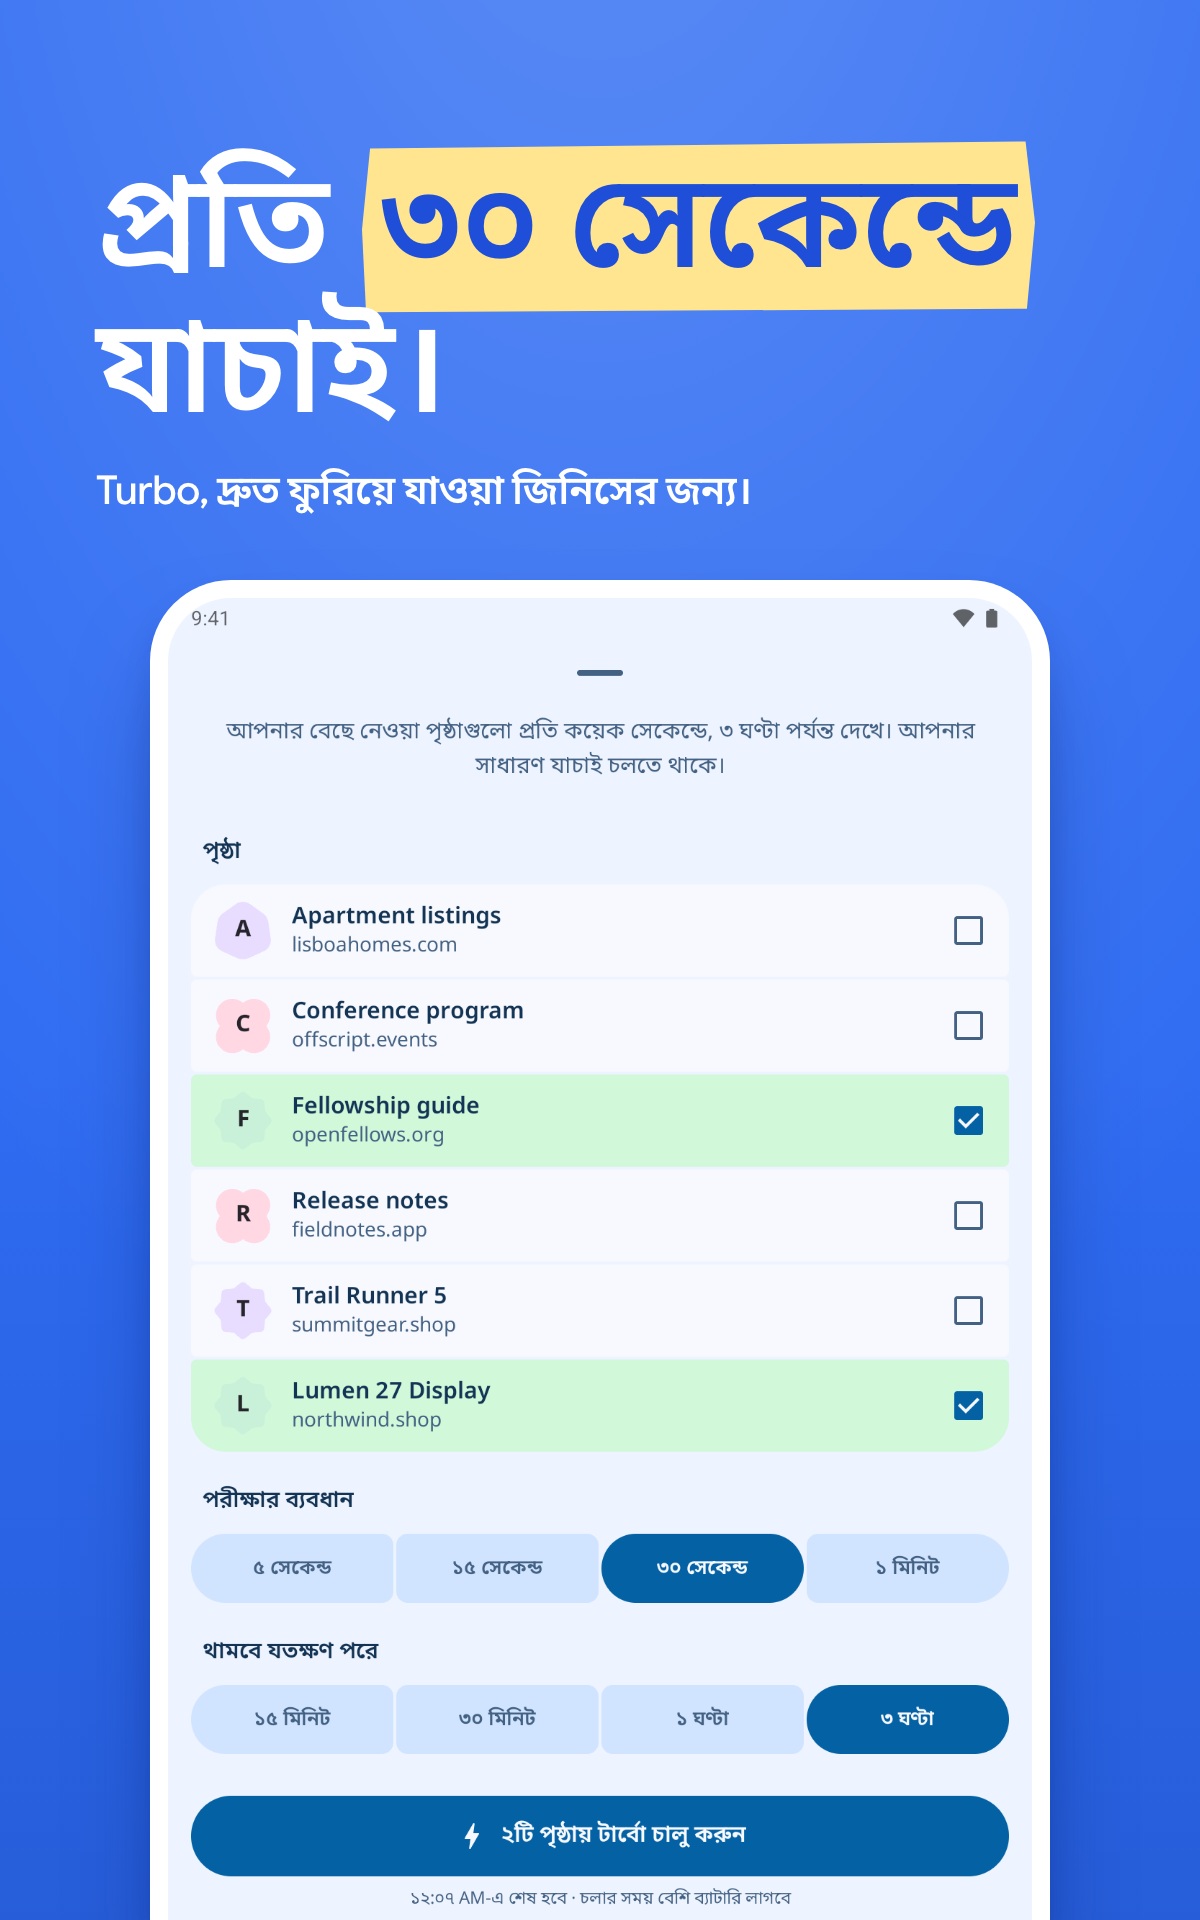 প্রতি ৩০ সেকেন্ডে
যাচাই।
Turbo, দ্রুত ফুরিয়ে যাওয়া জিনিসের জন্য।
9:41
আপনার বেছে নেওয়া পৃষ্ঠাগুলো প্রতি কয়েক সেকেন্ডে, ৩ ঘণ্টা পর্যন্ত দেখে। আপনার
সাধারণ যাচাই চলতে থাকে।
পৃষ্ঠা
A
Apartment listings
lisboahomes.com
C
Conference program
offscript.events
F
Fellowship guide
openfellows.org
R
Release notes
fieldnotes.app
T
Trail Runner 5
summitgear.shop
L
Lumen 27 Display
northwind.shop
পরীক্ষার ব্যবধান
৫ সেকেন্ড ১৫ সেকেন্ড ৩০ সেকেন্ড ১ মিনিট
থামবে যতক্ষণ পরে
১৫ মিনিট ৩০ মিনিট ১ ঘণ্টা ৩ ঘণ্টা
২টি পৃষ্ঠায় টার্বো চালু করুন
১২:০৭ AM-এ শেষ হবে · চলার সময় বেশি ব্যাটারি লাগবে